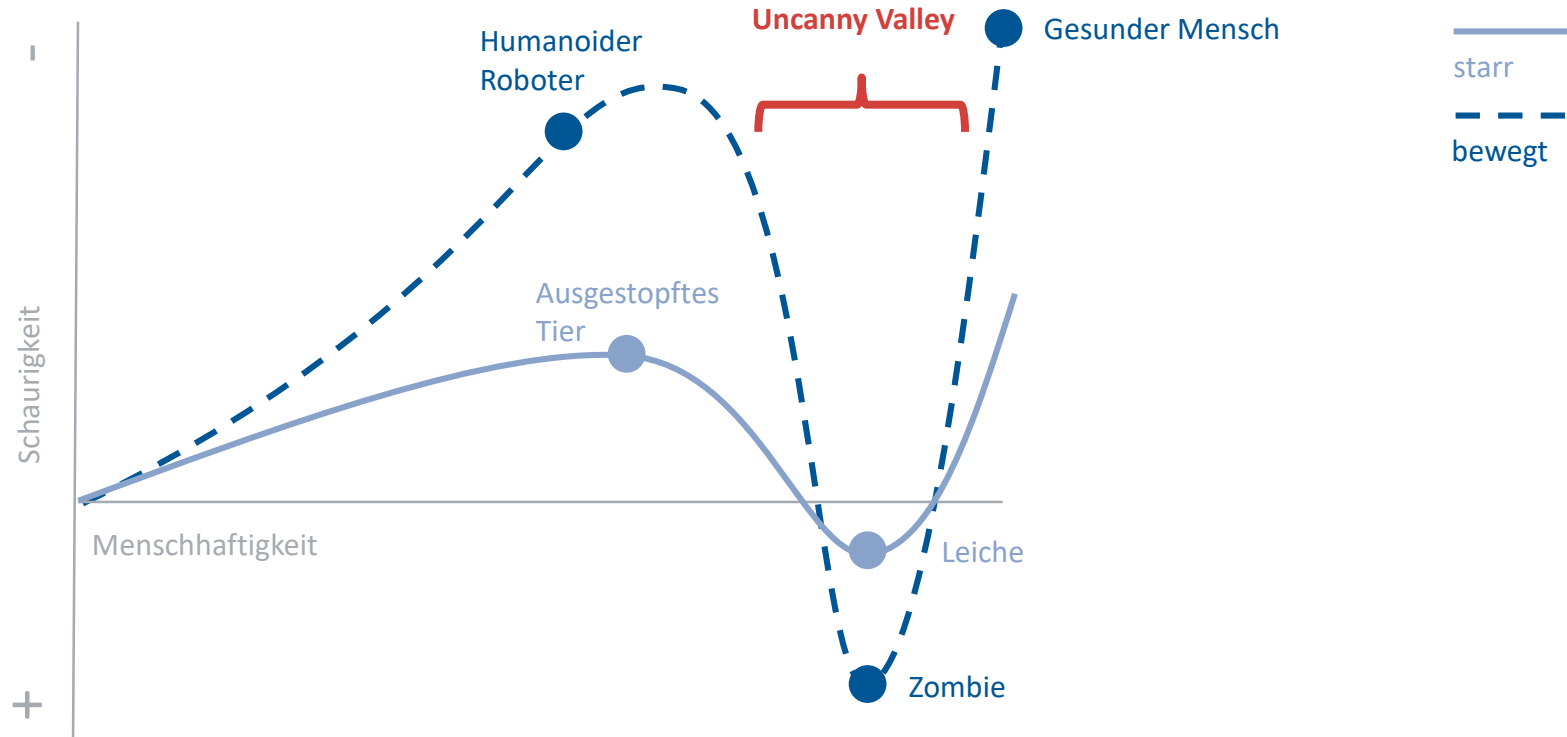 Uncanny Valley
Gesunder Mensch
Humanoider
Roboter
starr
bewegt
-
Ausgestopftes
Tier
Schaurigkeit
Menschhaftigkeit
Leiche
Zombie
+